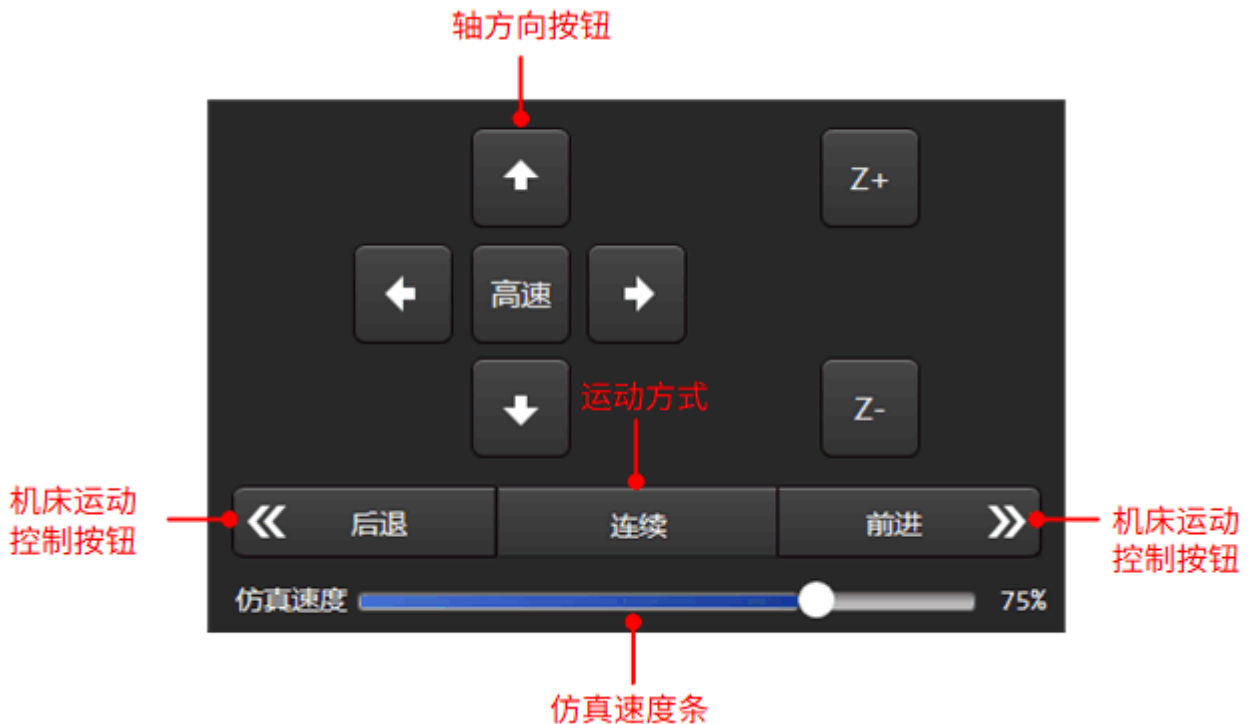 轴方向按钮
Z+
高速
运动方式
Z-
机床运动
控制按钮
后退
连续
前进
机床运动
控制按钮
仿真速度
75%
仿真速度条